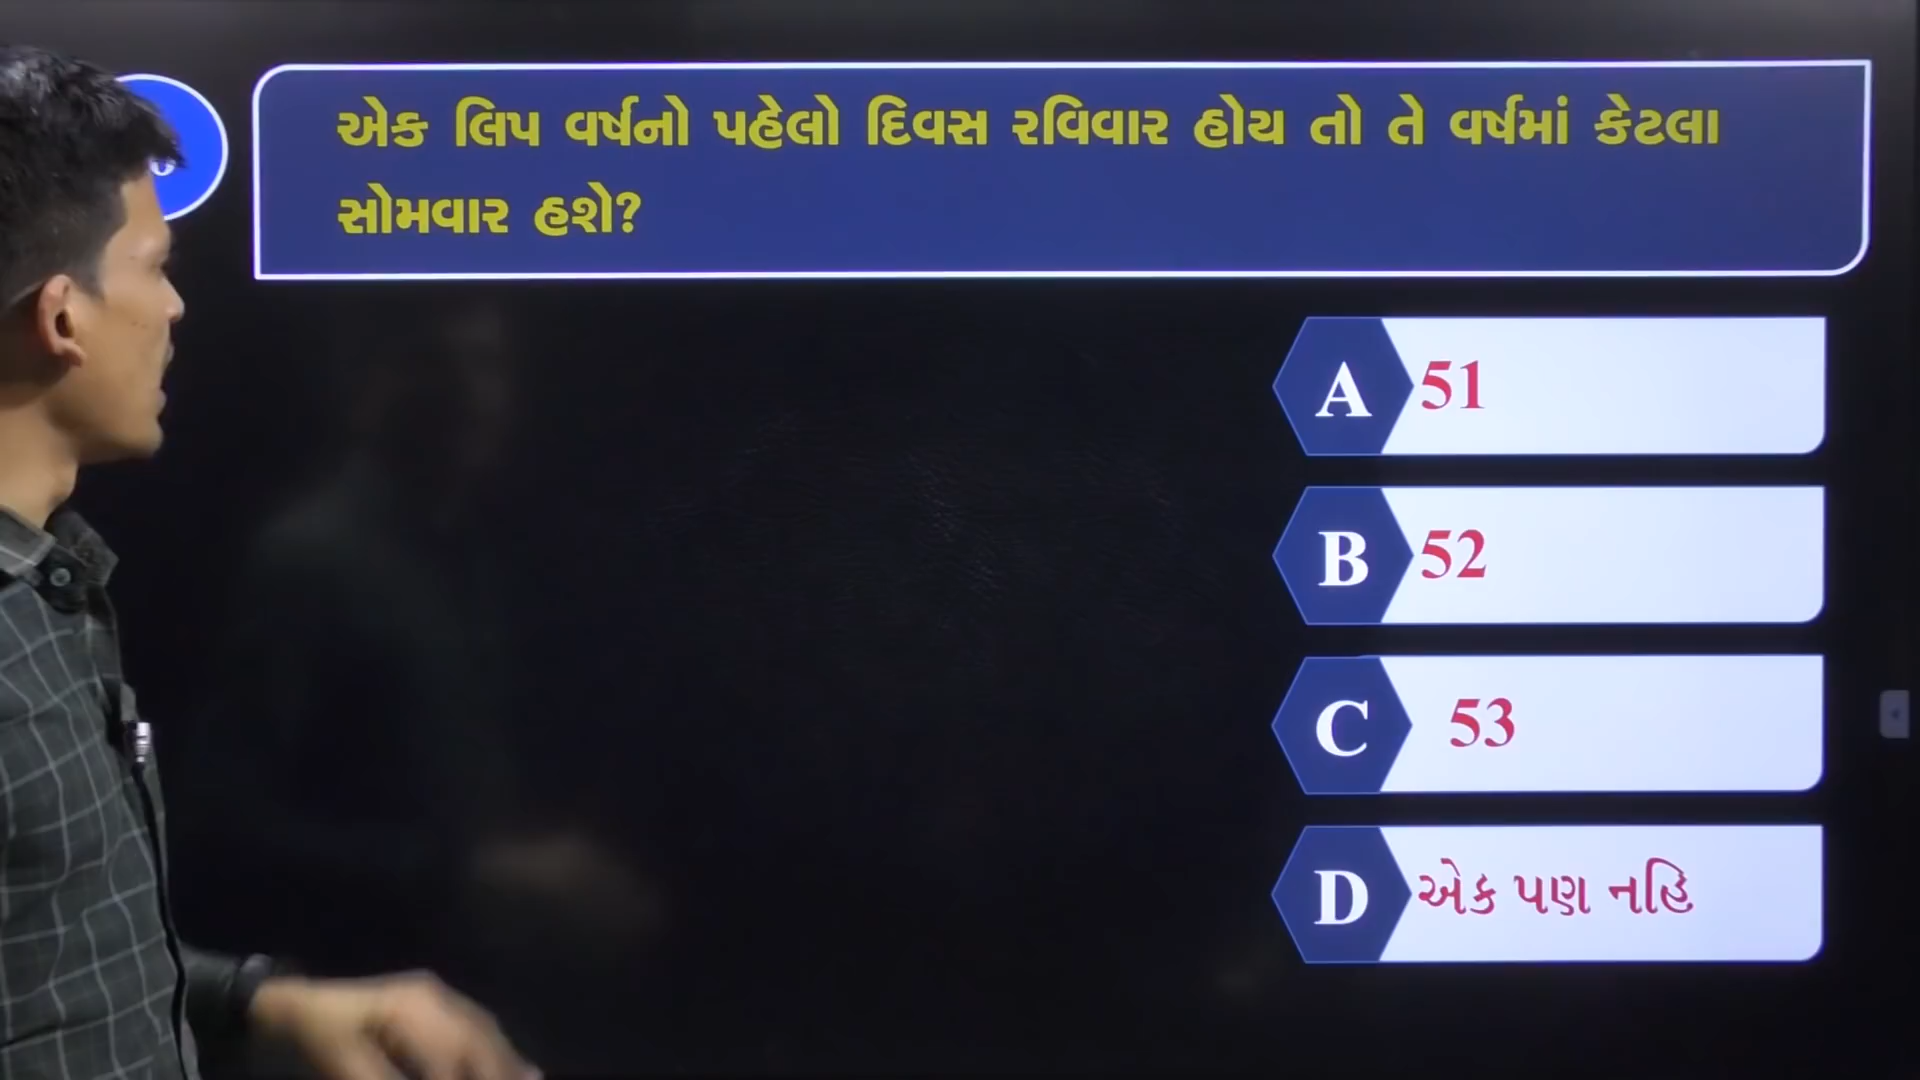 એક લિપ વર્ષનો પહેલો દિવસ રવિવાર હોય તો તે વર્ષમાં કેટલા
સોમવાર હશે?
A 51
B 52
C 53
D એક પણ નહિ